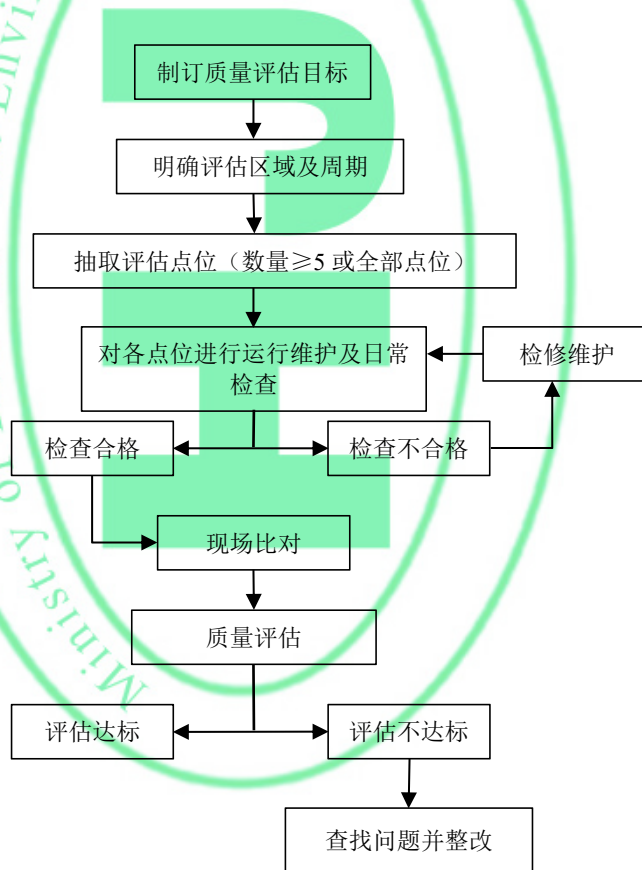 制订质量评估目标
明确评估区域及周期
抽取评估点位（数量≥5 或全部点位）
对各点位进行运行维护及日常
检查
检修维护
检查合格
检查不合格
现场比对
质量评估
评估达标
评估不达标
查找问题并整改
Ministry of
Envi